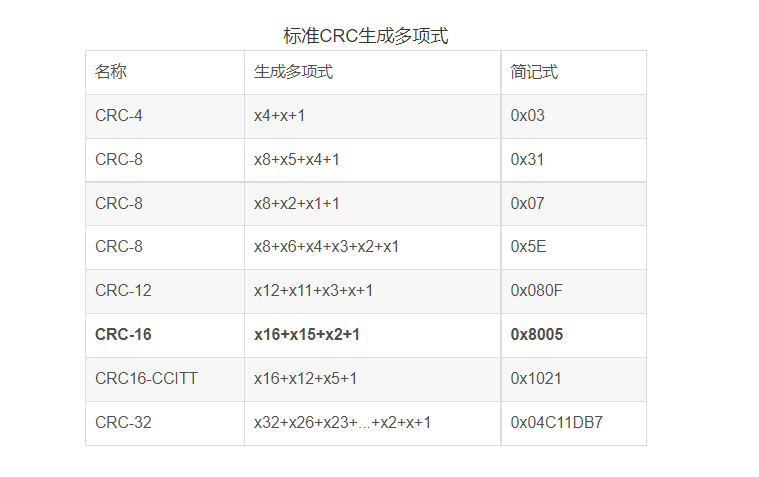 标准CRC生成多项式
名称 生成多项式 简记式
CRC-4 x4+x+1 0x03
CRC-8 x8+x5+x4+1 0x31
CRC-8 x8+x2+x1+1 0x07
CRC-8 x8+x6+x4+x3+x2+x1 0x5E
CRC-12 x12+x11+x3+x+1 0x080F
CRC-16 x16+x15+x2+1 0x8005
CRC16-CCITT x16+x12+x5+1 0x1021
CRC-32 x32+x26+x23+...+x2+x+1 0x04C11DB7